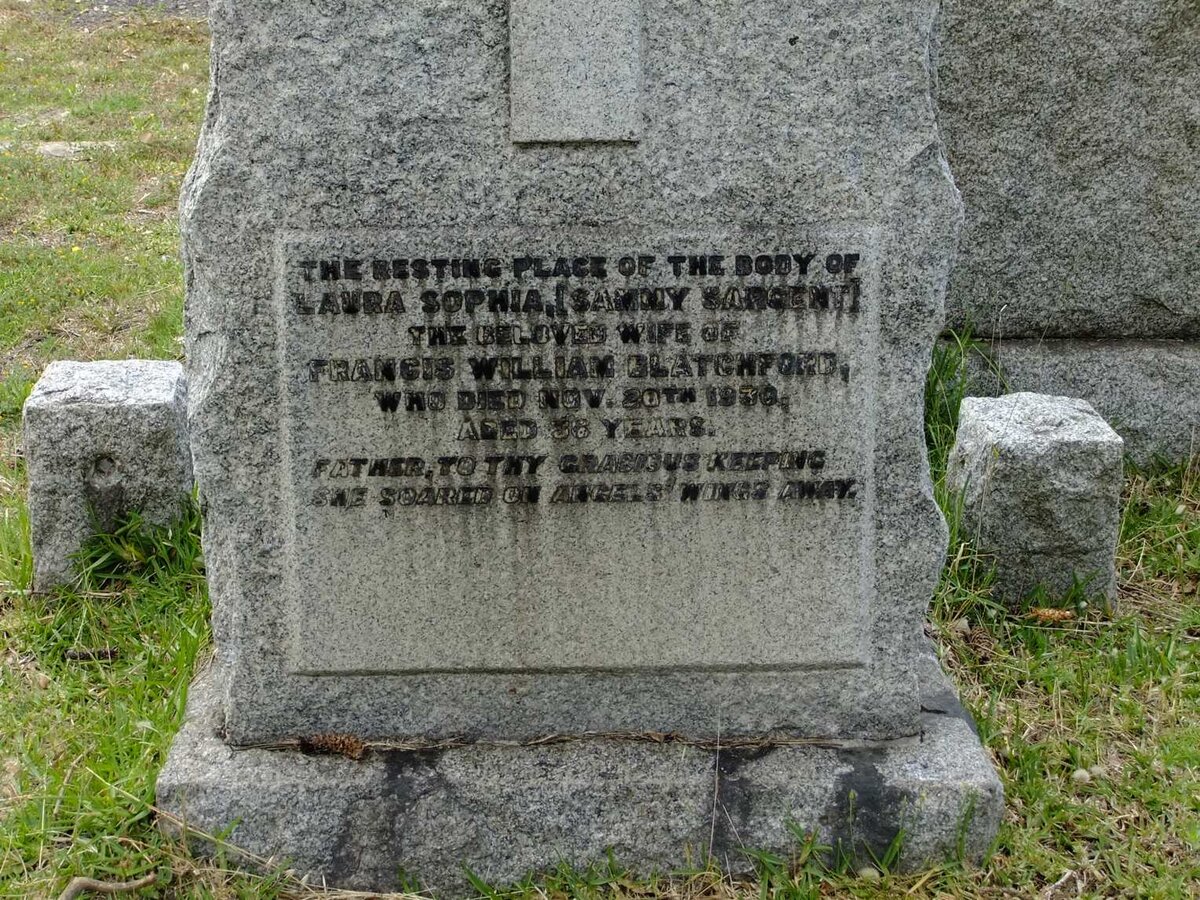 THE RESTING PLACE OF THE BODY OF
LAURA SOPHIA, [SAMMY SARGENT]
THE BELOVED WIFE OF
FRANCIS WILLIAM BLATCHFORD,
WHO DIED NOV. 20TH 1930,
AGED 38 YEARS.
FATHER, TO THY GRACIOUS KEEPING
SHE SOARED ON ANGELS' WINGS AWAY.